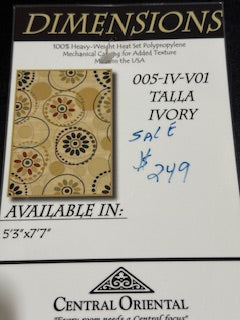 DIMENSIONS
100% Heavy-Weight Heat Set Polypropylene
Mechanical Carving for Added Texture
Made in the USA
005-IV-V01
TALLA
IVORY
SALE
$249
AVAILABLE IN:
5'3"x7'7"
CENTRAL ORIENTAL
"Every room needs a Central focus"